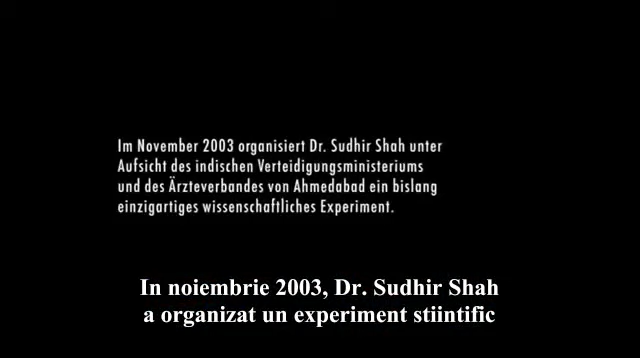 Im November 2003 organisiert Dr. Sudhir Shah unter
Aufsicht des indischen Verteidigungsministeriums
und des Ärzteverbandes von Ahmedabad ein bislang
einzigartiges wissenschaftliches Experiment.
In noiembrie 2003, Dr. Sudhir Shah
a organizat un experiment stiintific